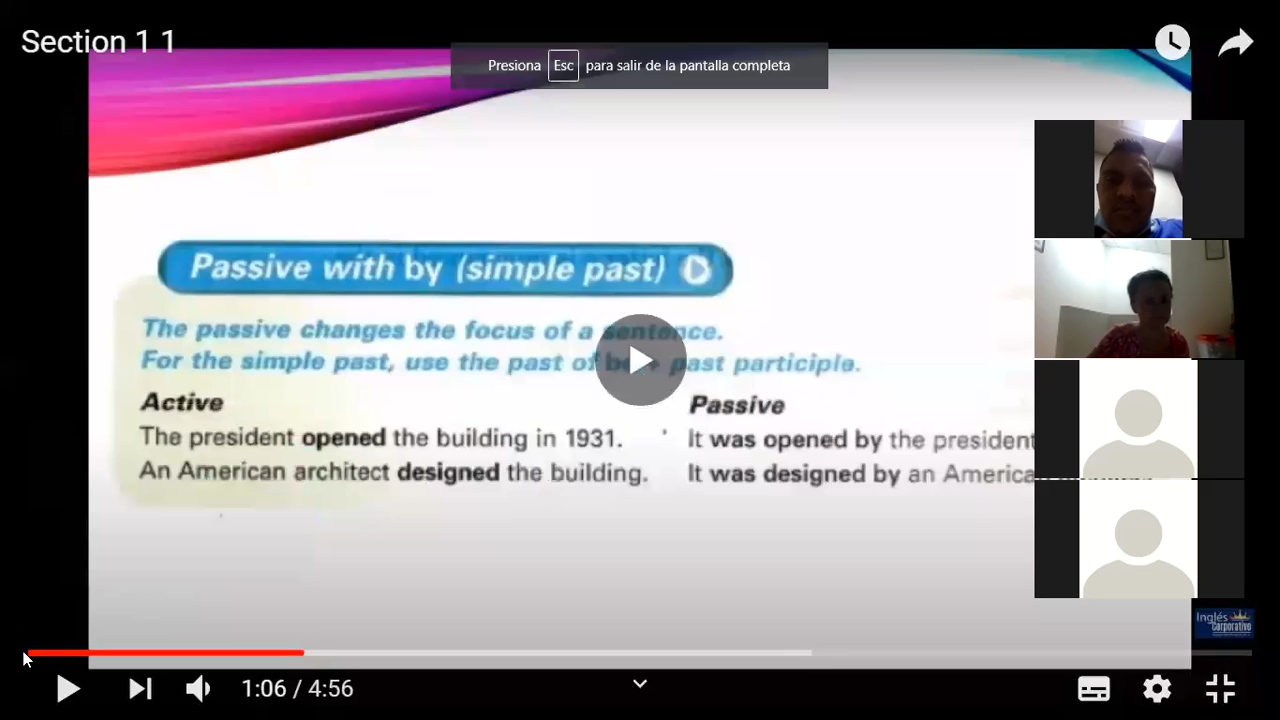 Section 1 1
Presiona Esc para salir de la pantalla completa
Passive with by (simple past)
The passive changes the focus of a sentence.
For the simple past, use the past of be + past participle.
Active
Passive
The president opened the building in 1931.
It was opened by the president
An American architect designed the building.
It was designed by an America
Inglés
Corporativo
1:06 / 4:56